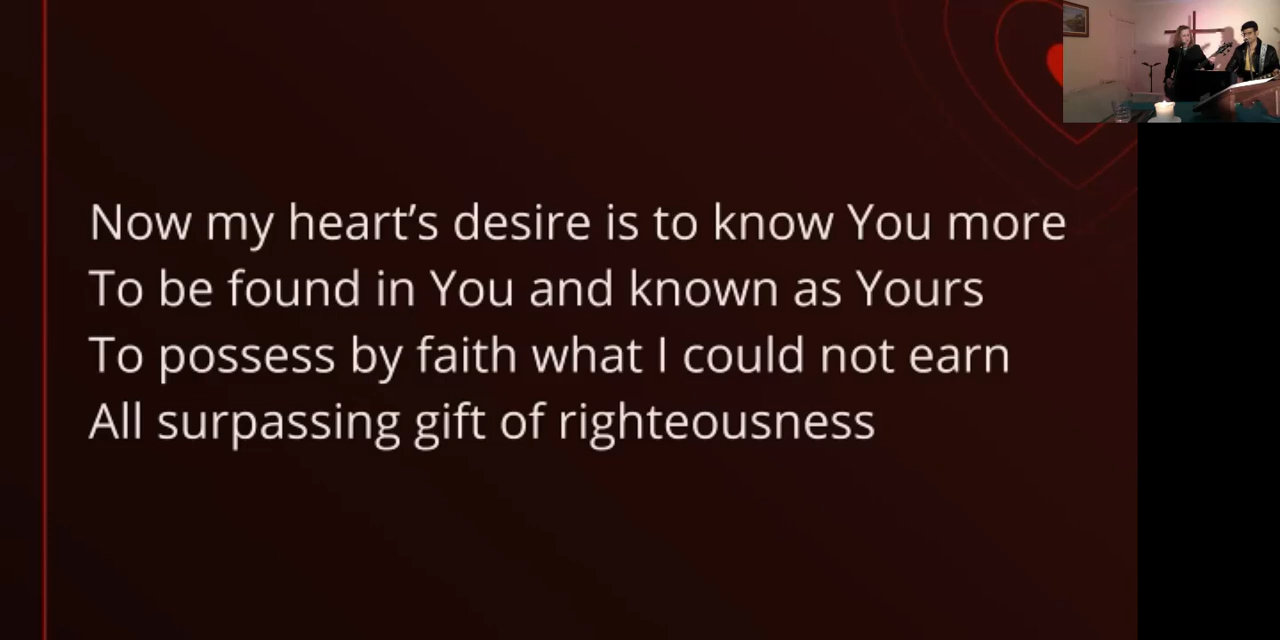 Now my heart’s desire is to know You more
To be found in You and known as Yours
To possess by faith what I could not earn
All surpassing gift of righteousness